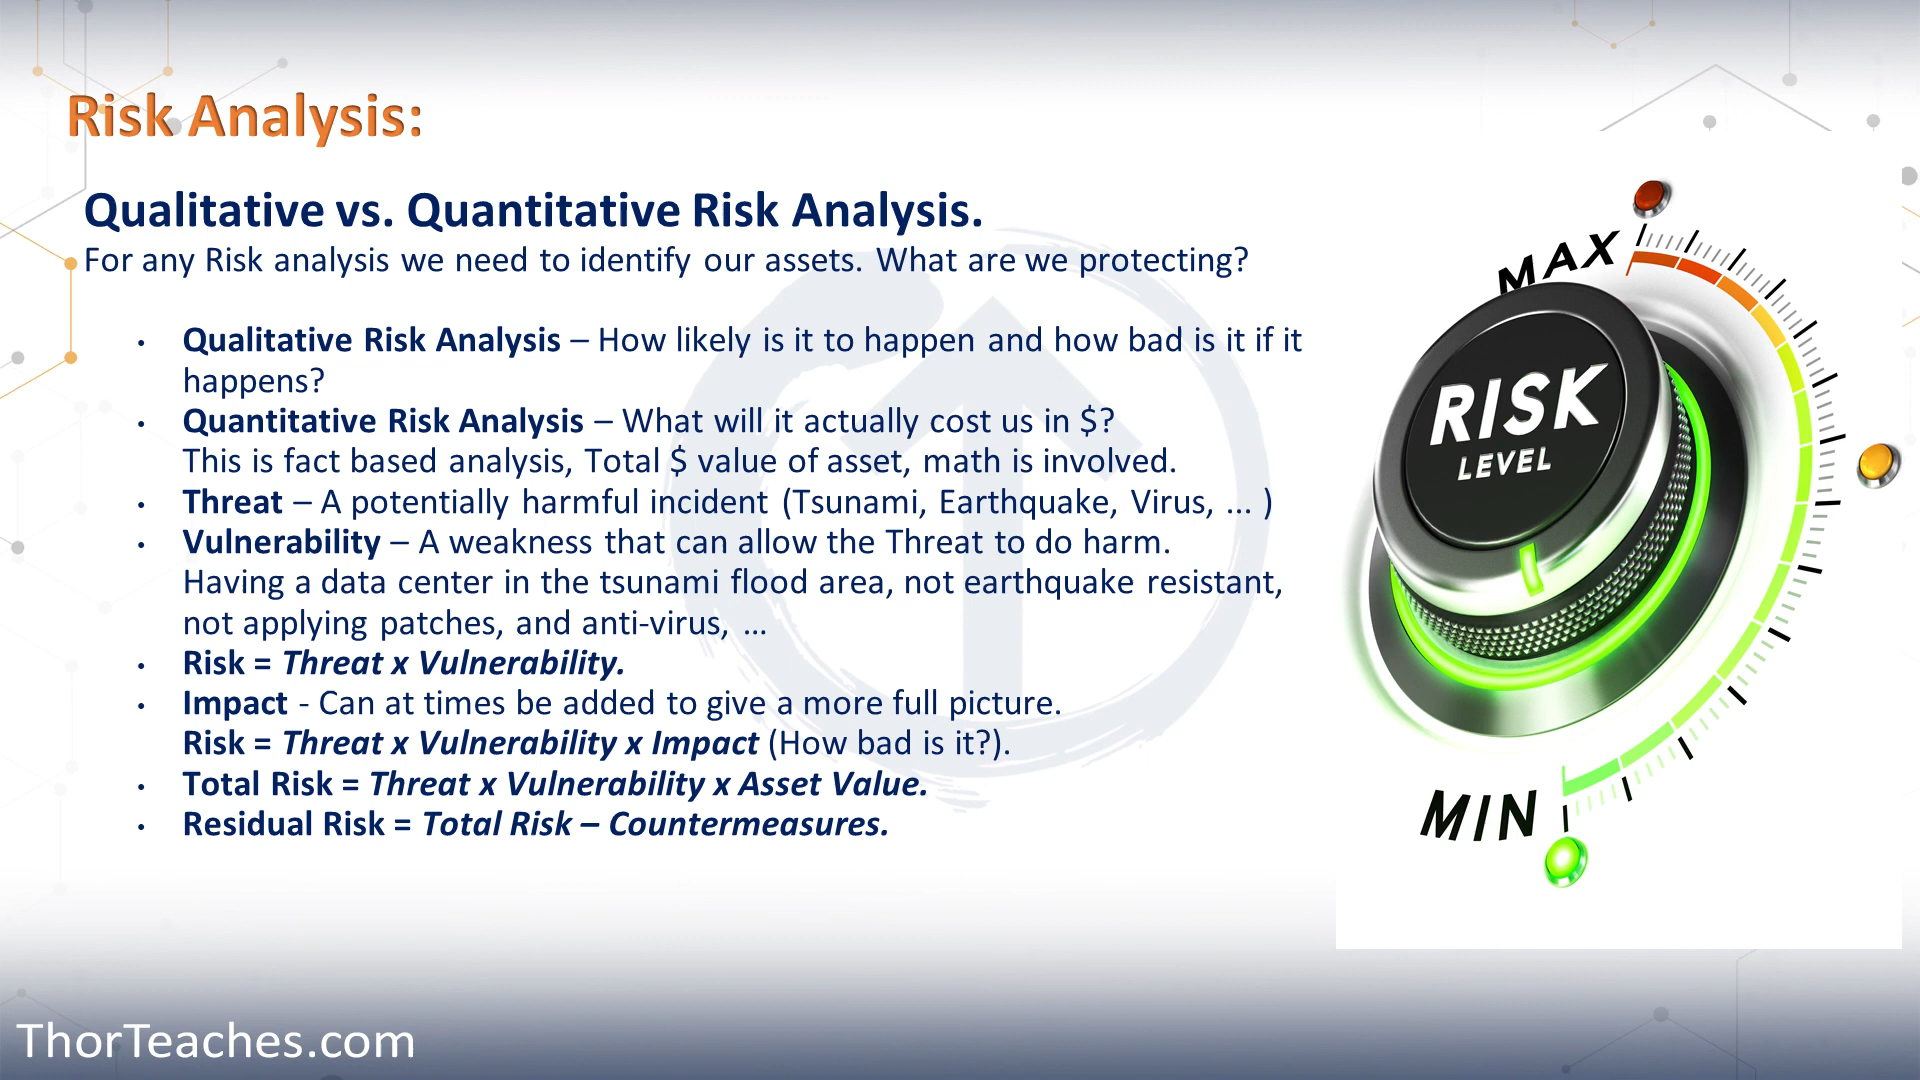 Risk Analysis:
Qualitative vs. Quantitative Risk Analysis.
For any Risk analysis we need to identify our assets. What are we protecting?
• Qualitative Risk Analysis – How likely is it to happen and how bad is it if it
happens?
• Quantitative Risk Analysis – What will it actually cost us in $?
This is fact based analysis, Total $ value of asset, math is involved.
• Threat – A potentially harmful incident (Tsunami, Earthquake, Virus, ... )
• Vulnerability – A weakness that can allow the Threat to do harm.
Having a data center in the tsunami flood area, not earthquake resistant,
not applying patches, and anti-virus, ...
• Risk = Threat x Vulnerability.
• Impact - Can at times be added to give a more full picture.
Risk = Threat x Vulnerability x Impact (How bad is it?).
• Total Risk = Threat x Vulnerability x Asset Value.
• Residual Risk = Total Risk – Countermeasures.
MAX
RISK
LEVEL
MIN
ThorTeaches.com